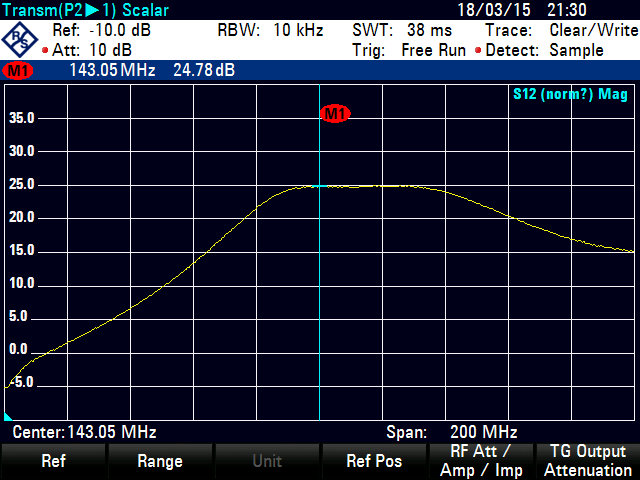 Transm(P2►1) Scalar 18/03/15 21:30
Ref: -10.0 dB RBW: 10 kHz SWT: 38 ms Trace: Clear/Write
Att: 10 dB Trig: Free Run Detect: Sample
R S
M1 143.05 MHz 24.78 dB
S12 (norm?) Mag
M1
35.0
30.0
25.0
20.0
15.0
10.0
5.0
0.0
-5.0
Center: 143.05 MHz Span: 200 MHz
Ref Range Unit Ref Pos RF Att / Amp / Imp TG Output Attenuation